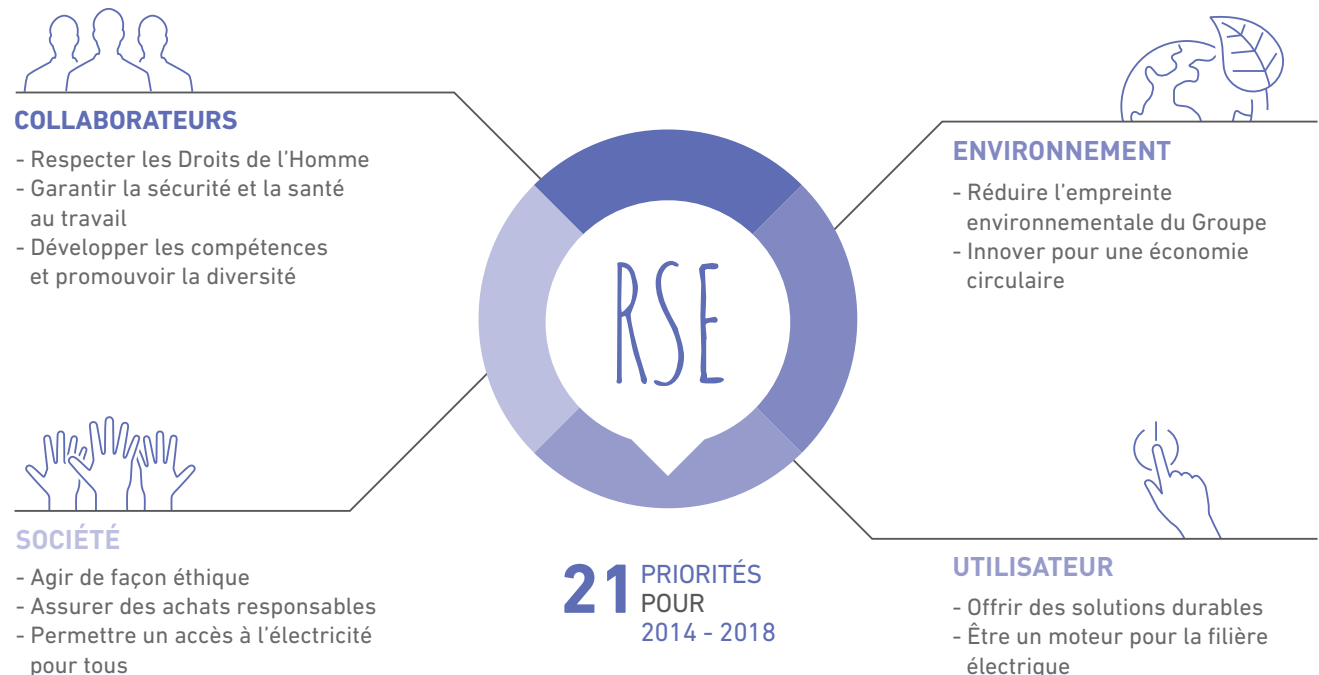 COLLABORATEURS
- Respecter les Droits de l'Homme
- Garantir la sécurité et la santé
au travail
- Développer les compétences
et promouvoir la diversité
ENVIRONNEMENT
- Réduire l'empreinte
environnementale du Groupe
- Innover pour une économie
circulaire
RSE
SOCIÉTÉ
- Agir de façon éthique
- Assurer des achats responsables
- Permettre un accès à l'électricité
pour tous
21 PRIORITÉS
POUR
2014 - 2018
UTILISATEUR
- Offrir des solutions durables
- Être un moteur pour la filière
électrique